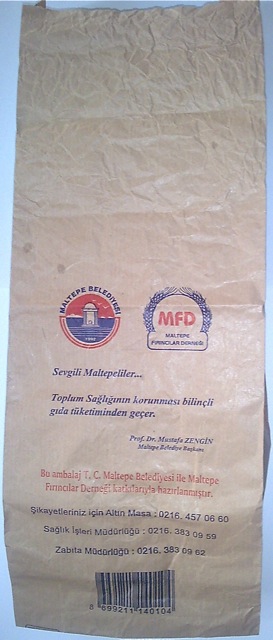 MALTEPE BELEDİYESİ
1992
MFD
MALTEPE
FIRINCILAR DERNEĞİ
Sevgili Maltepeliler...
Toplum Sağlığının korunması bilinçli
gıda tüketiminden geçer.
Prof. Dr. Mustafa ZENGİN
Maltepe Belediye Başkanı
Bu ambalaj T. C. Maltepe Belediyesi ile Maltepe
Fırıncılar Derneği katkılarıyla hazırlanmıştır.
Şikayetleriniz için Altın Masa : 0216. 457 06 60
Sağlık İşleri Müdürlüğü : 0216. 383 09 59
Zabıta Müdürlüğü : 0216. 383 09 62
8 699211 140104